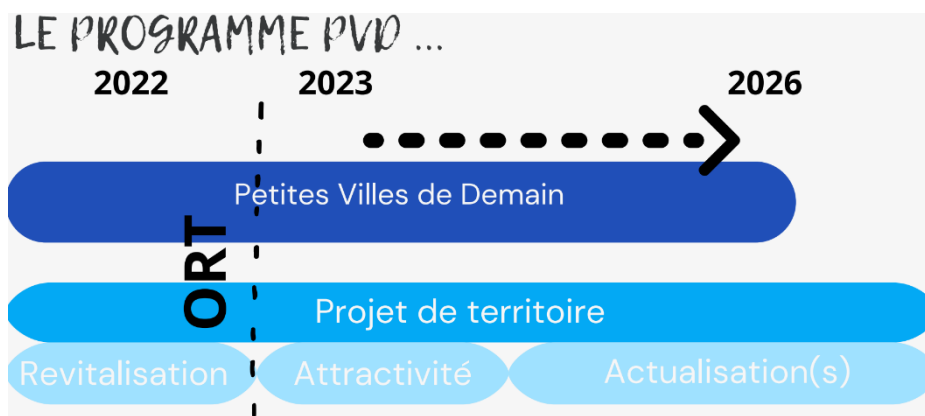 LE PROGRAMME PVD ...
2022 2023 2026
Petites Villes de Demain
ORT
Projet de territoire
Revitalisation Attractivité Actualisation(s)